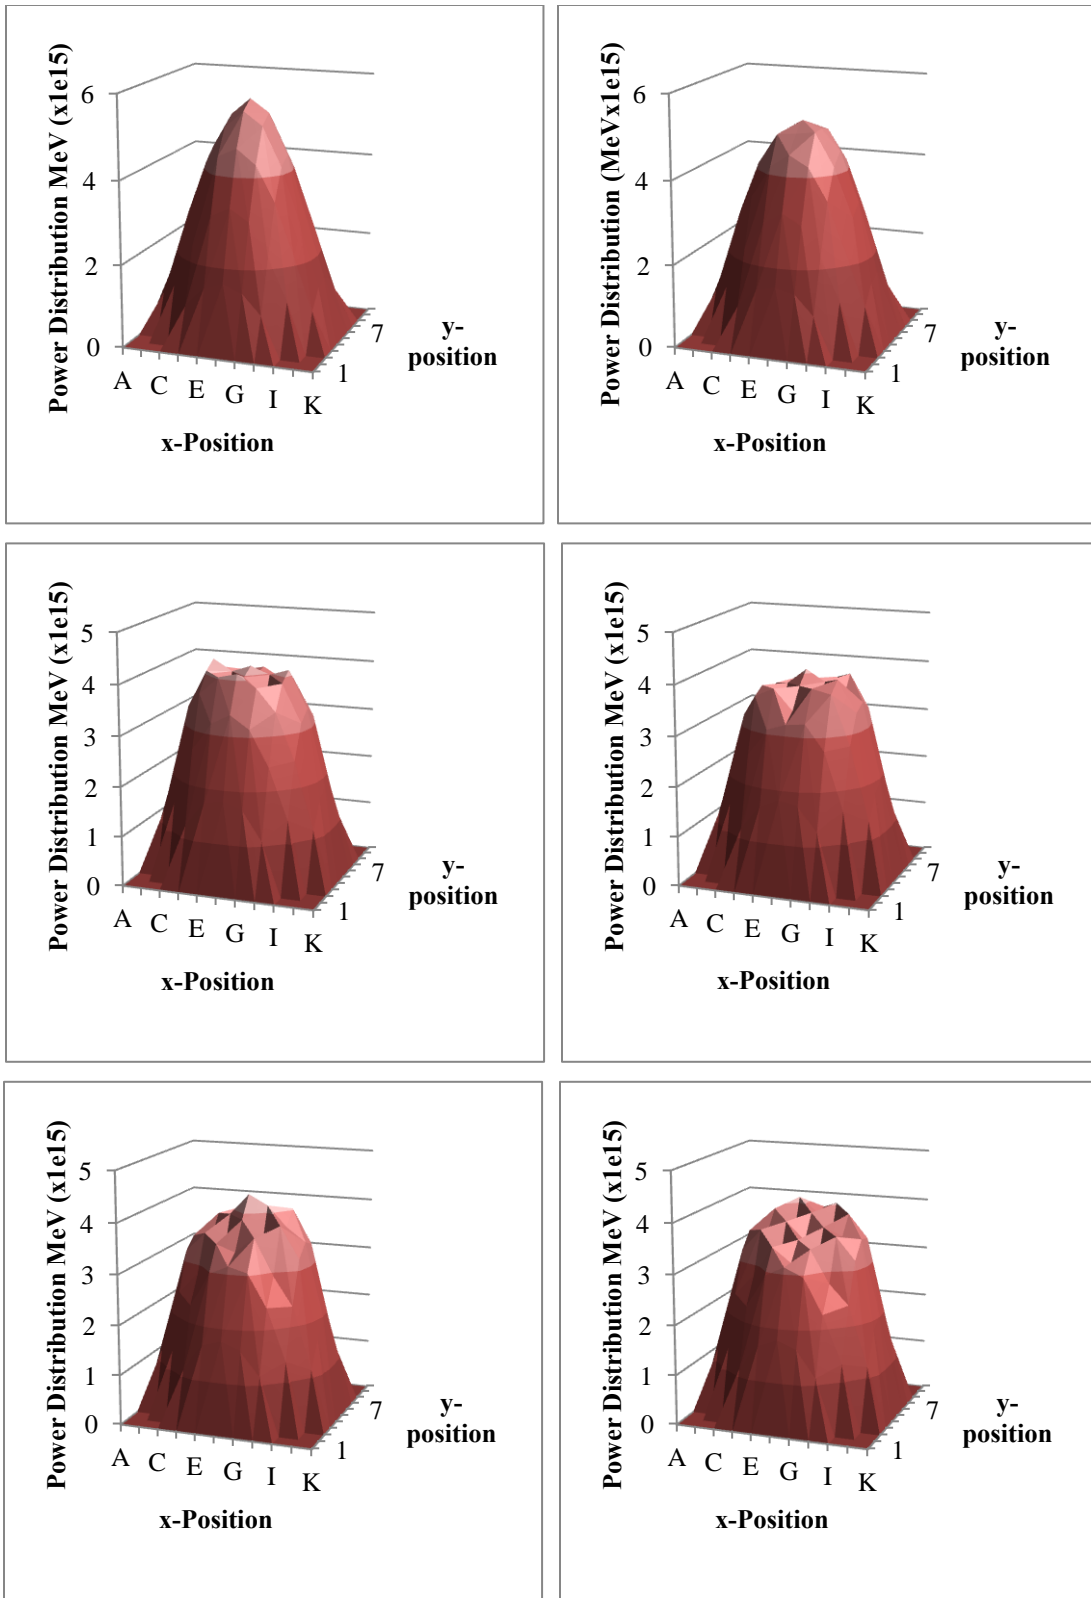 Power Distribution MeV (x1e15)
6
4
2
0
A C E G I K
1
7
y-
position
x-Position
Power Distribution (MeVx1e15)
6
4
2
0
A C E G I K
1
7
y-
position
x-Position
Power Distribution MeV (x1e15)
5
4
3
2
1
0
A C E G I K
1
7
y-
position
x-Position
Power Distribution MeV (x1e15)
5
4
3
2
1
0
A C E G I K
1
7
y-
position
x-Position
Power Distribution MeV (x1e15)
5
4
3
2
1
0
A C E G I K
1
7
y-
position
x-Position
Power Distribution MeV (x1e15)
5
4
3
2
1
0
A C E G I K
1
7
y-
position
x-Position